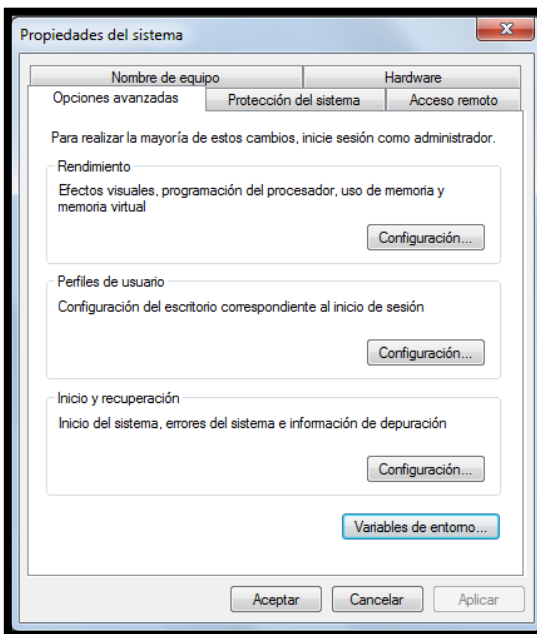 Propiedades del sistema
Nombre de equipo
Hardware
Opciones avanzadas
Protección del sistema
Acceso remoto
Para realizar la mayoría de estos cambios, inicie sesión como administrador.
Rendimiento
Efectos visuales, programación del procesador, uso de memoria y
memoria virtual
Configuración...
Perfiles de usuario
Configuración del escritorio correspondiente al inicio de sesión
Configuración...
Inicio y recuperación
Inicio del sistema, errores del sistema e información de depuración
Configuración...
Variables de entorno...
Aceptar
Cancelar
Aplicar